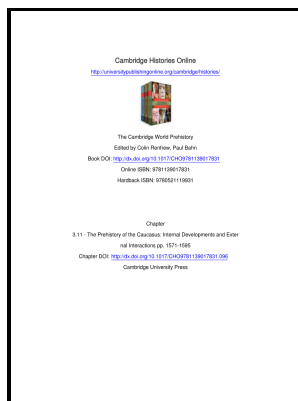 Cambridge Histories Online
http://universitypublishingonline.org/cambridge/histories/
The Cambridge World Prehistory
Edited by Colin Renfrew, Paul Bahn
Book DOI: http://dx.doi.org/10.1017/CHO9781139017831
Online ISBN: 9781139017831
Hardback ISBN: 9780521119931
Chapter
3.11 - The Prehistory of the Caucasus: Internal Developments and Exter
nal Interactions pp. 1571-1595
Chapter DOI: http://dx.doi.org/10.1017/CHO9781139017831.096
Cambridge University Press